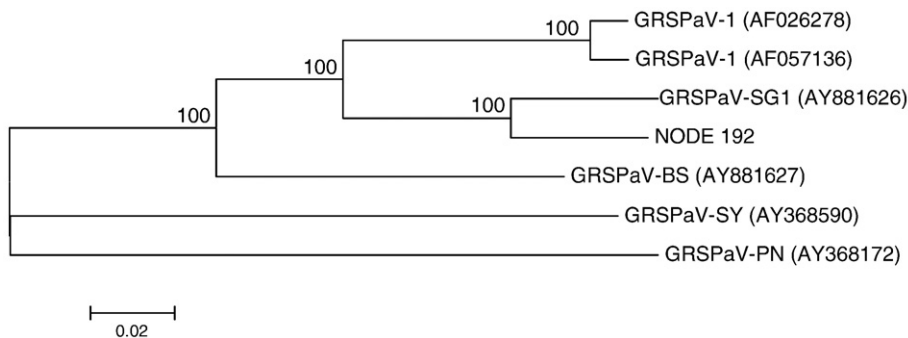 GRSPaV-1 (AF026278)
100
GRSPaV-1 (AF057136)
100
GRSPaV-SG1 (AY881626)
100
100
NODE 192
GRSPaV-BS (AY881627)
GRSPaV-SY (AY368590)
GRSPaV-PN (AY368172)
0.02